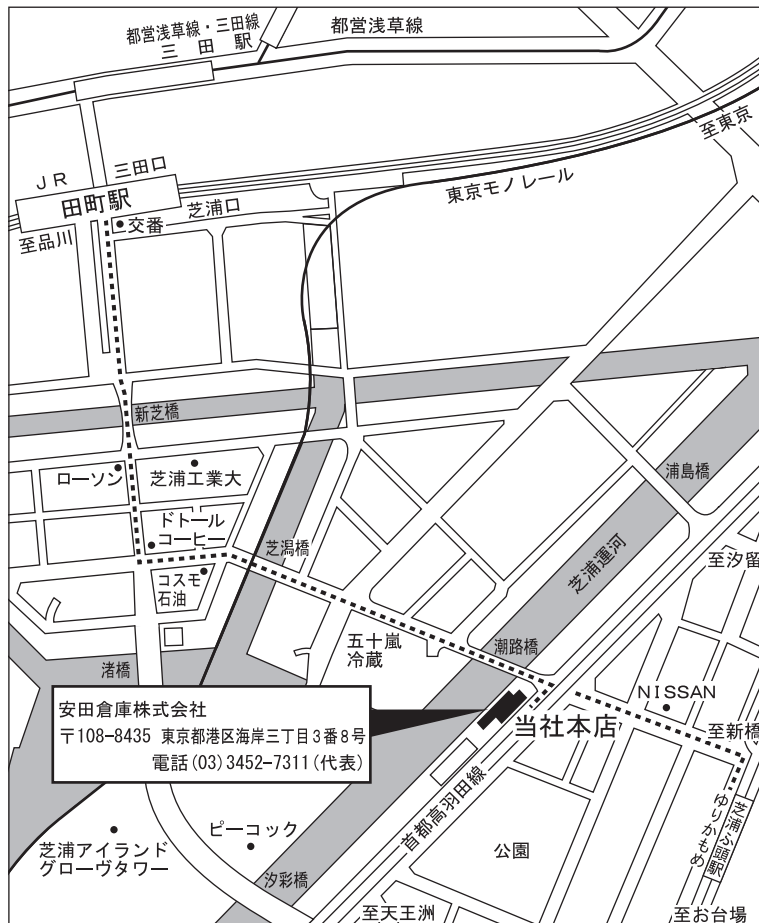 都営浅草線・三田線
三田駅
都営浅草線
至東京
三田口
JR
田町駅
芝浦口
東京モノレール
交番
至品川
新芝橋
ローソン
芝浦工業大
浦島橋
ドトール
コーヒー
芝潟橋
芝浦運河
至汐留
コスモ
石油
五十嵐
冷蔵
潮路橋
渚橋
NISSAN
安田倉庫株式会社
〒108-8435 東京都港区海岸三丁目3番8号
電話(03)3452-7311(代表)
当社本店
至新橋
首都高羽田線
芝浦ふ頭駅
ゆりかもめ
ピーコック
芝浦アイランド
グローヴタワー
公園
汐彩橋
至天王洲
至お台場